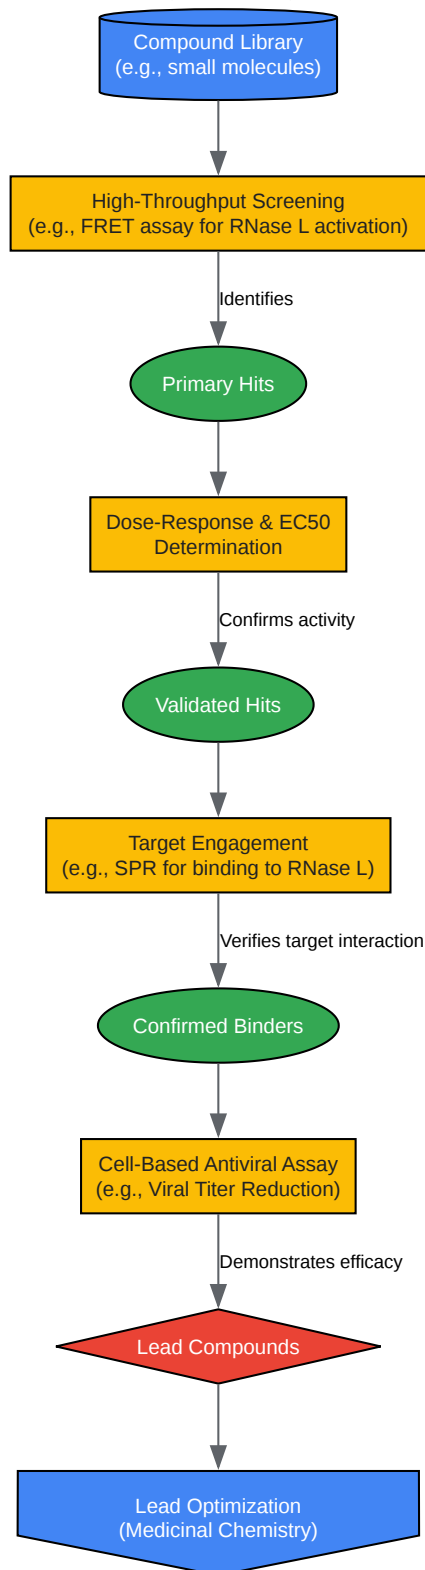 Compound Library
(e.g., small molecules)
High-Throughput Screening
(e.g., FRET assay for RNase L activation)
Identifies
Primary Hits
Dose-Response & EC50
Determination
Confirms activity
Validated Hits
Target Engagement
(e.g., SPR for binding to RNase L)
Verifies target interaction
Confirmed Binders
Cell-Based Antiviral Assay
(e.g., Viral Titer Reduction)
Demonstrates efficacy
Lead Compounds
Lead Optimization
(Medicinal Chemistry)